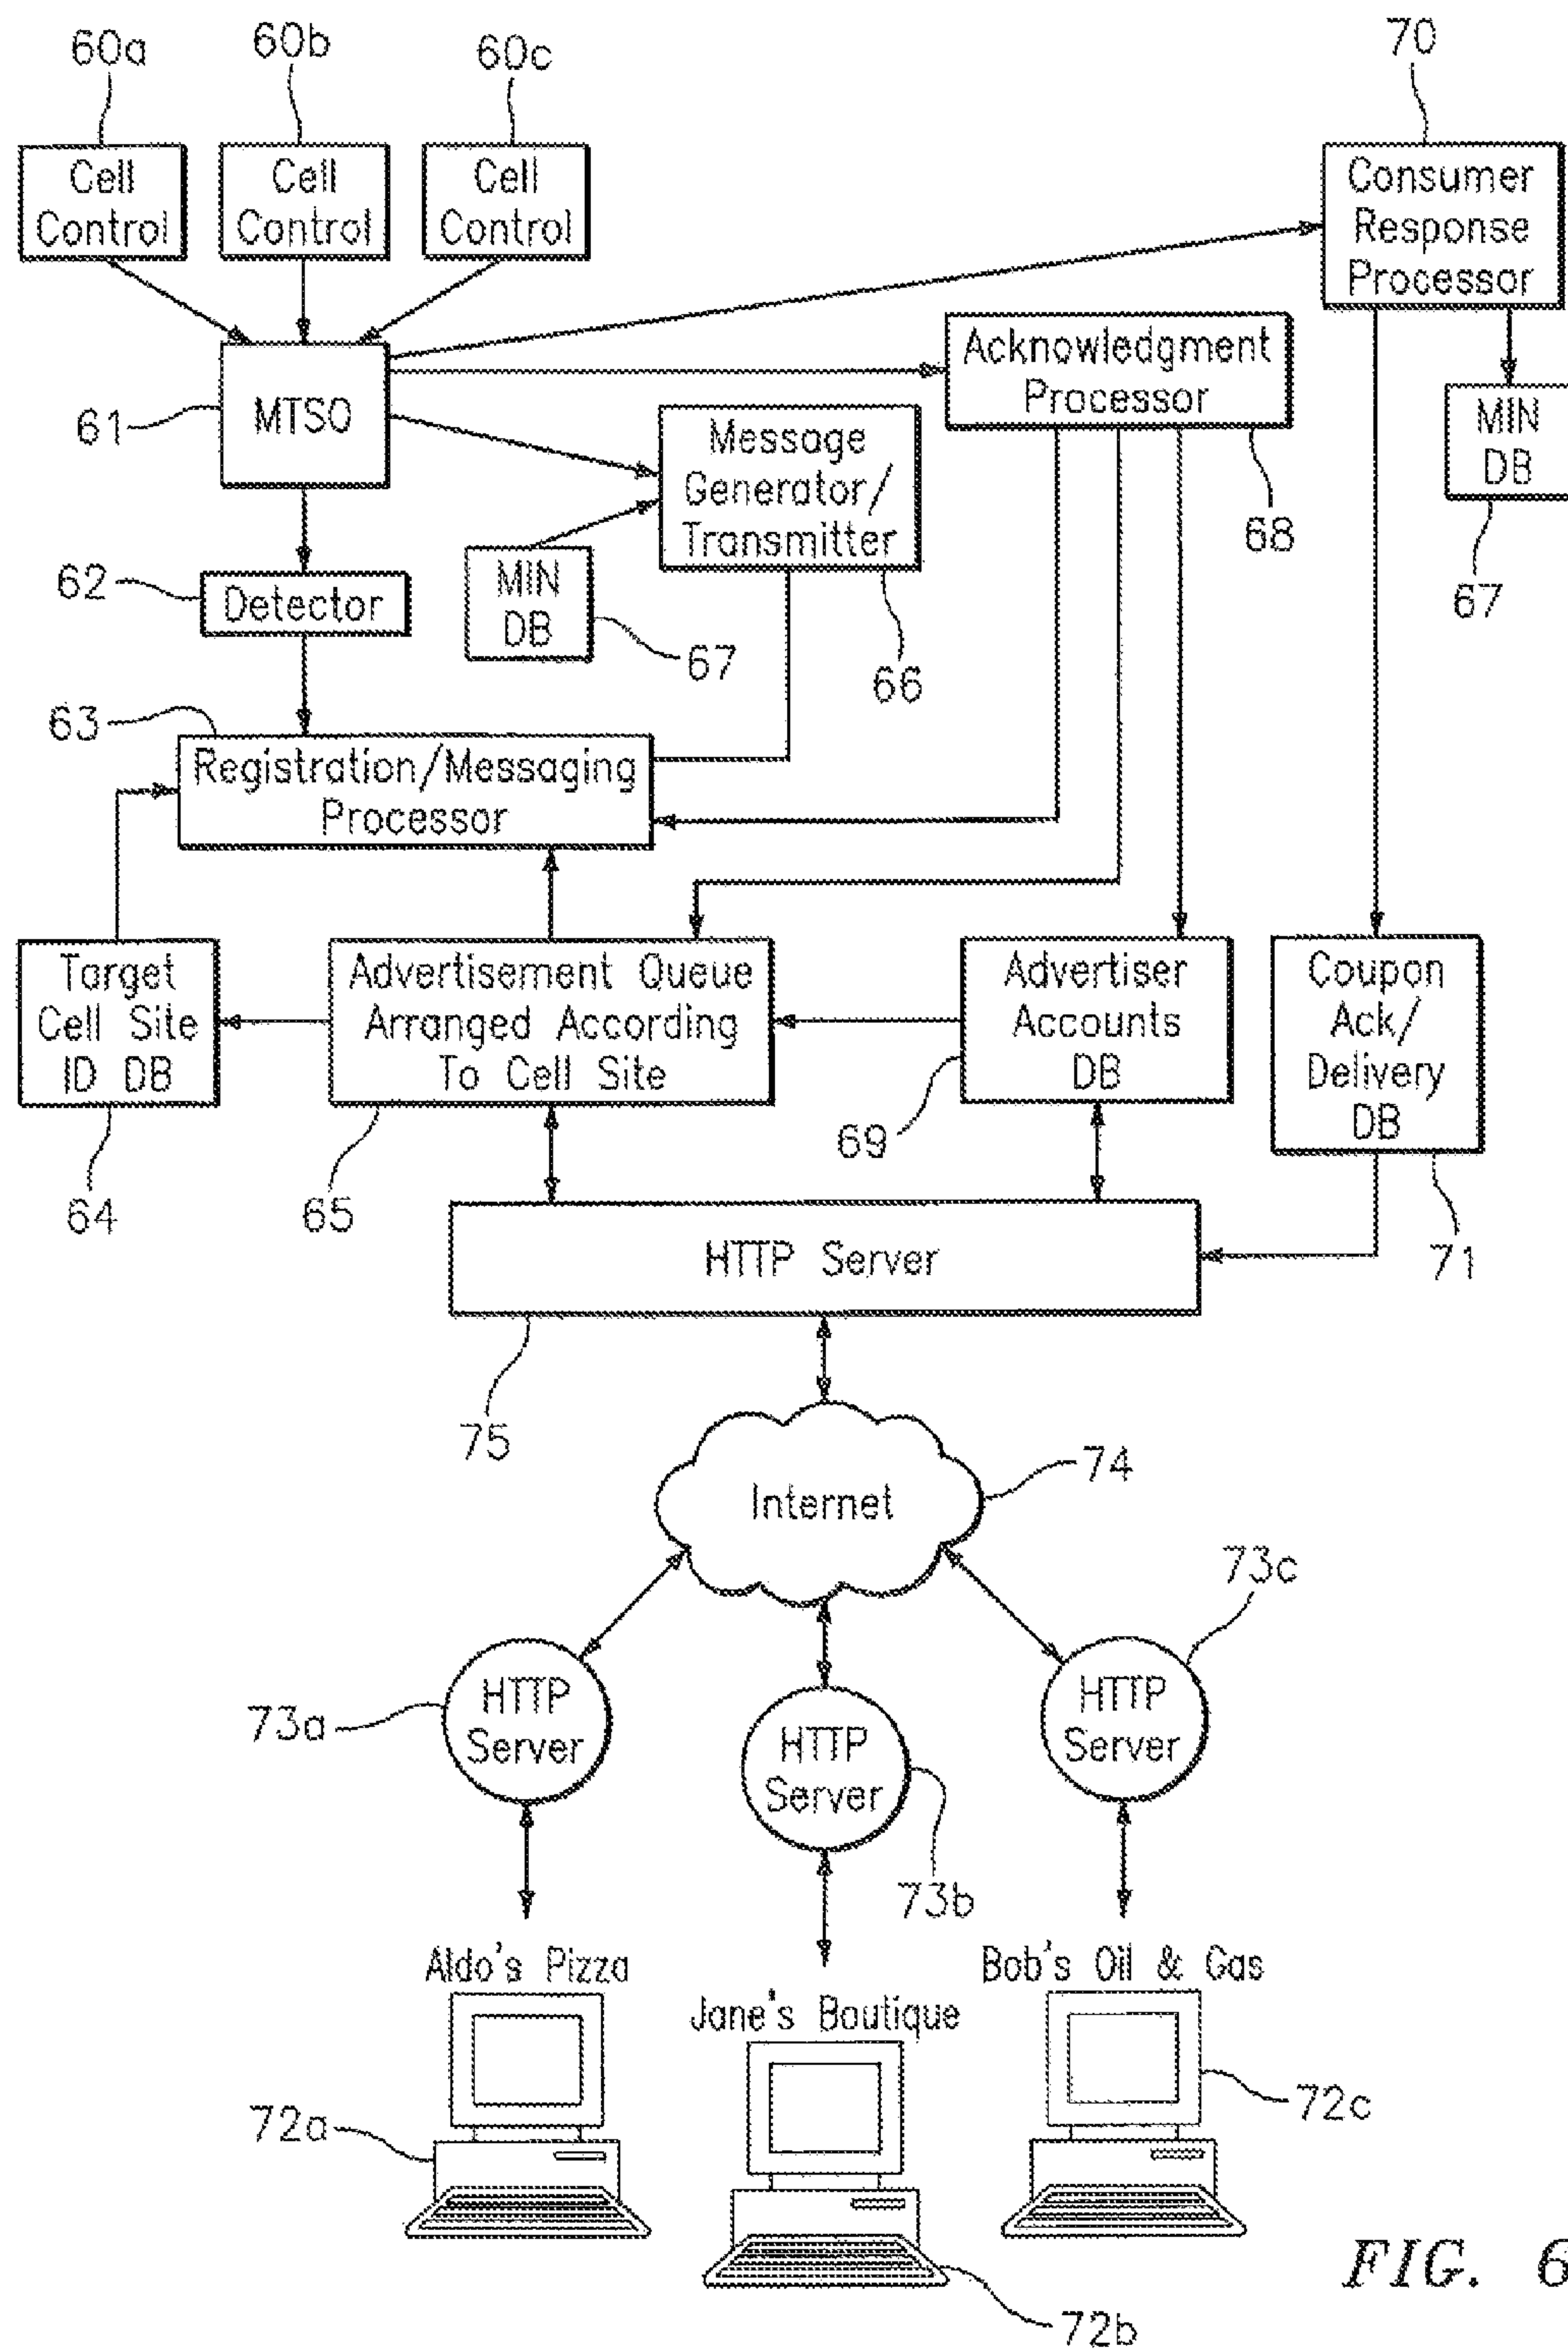 60a
60b
60c
70
Cell
Control
Cell
Control
Cell
Control
Consumer
Response
Processor
Acknowledgment
Processor
61
MTSO
Message
Generator/
Transmitter
68
MIN
DB
67
62
Detector
MIN
DB
67
66
63
Registration/Messaging
Processor
Target
Cell Site
ID DB
Advertisement Queue
Arranged According
To Cell Site
Advertiser
Accounts
DB
Coupon
Ack/
Delivery
DB
64
65
69
71
HTTP Server
75
74
Internet
73a
HTTP
Server
HTTP
Server
73b
73c
HTTP
Server
Aldo's Pizza
Jane's Boutique
Bob's Oil & Gas
72a
72b
72c
FIG. 6